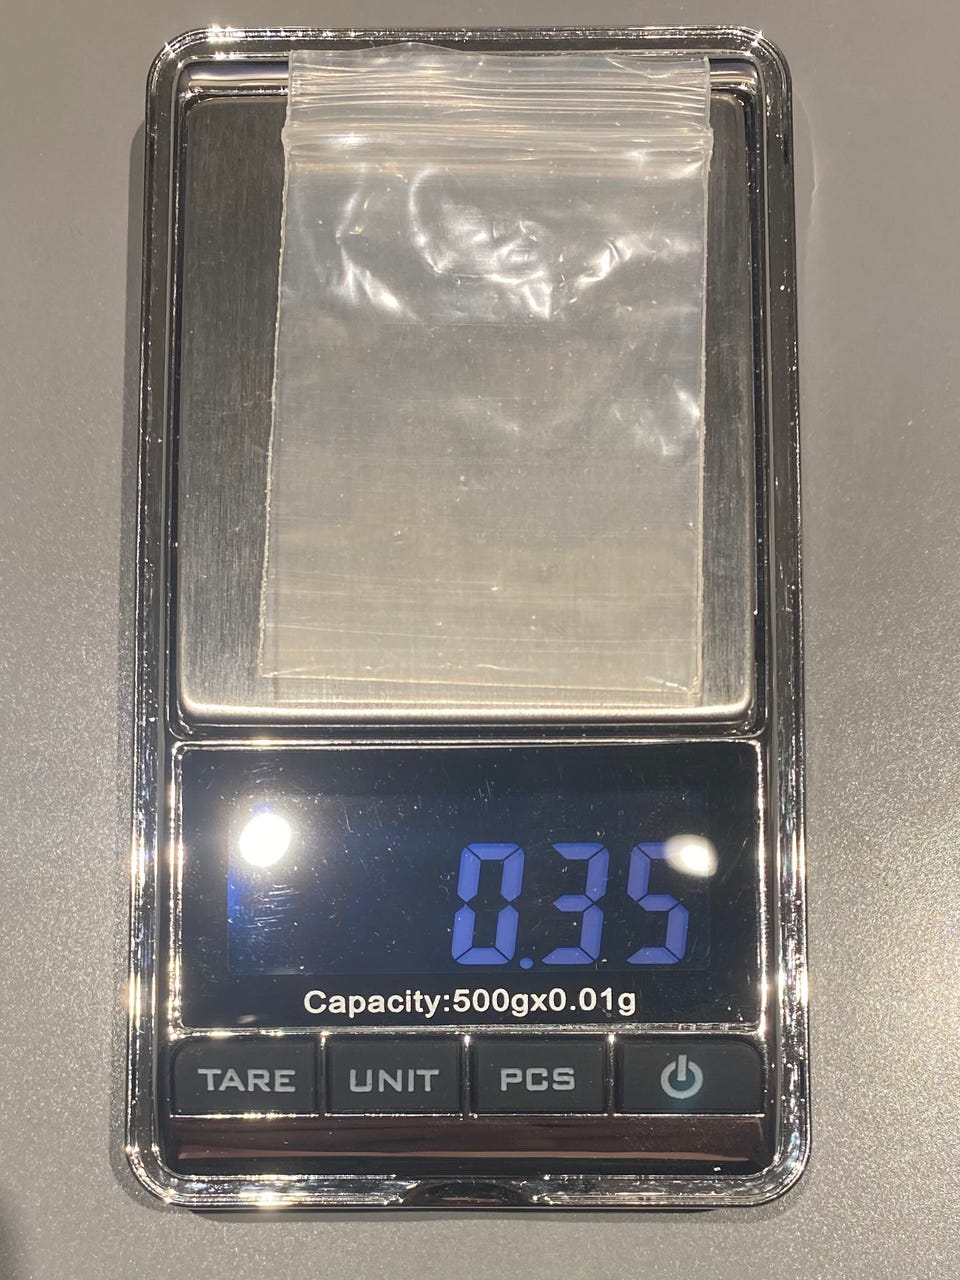 0.35
Capacity:500gx0.01g
TARE UNIT PCS